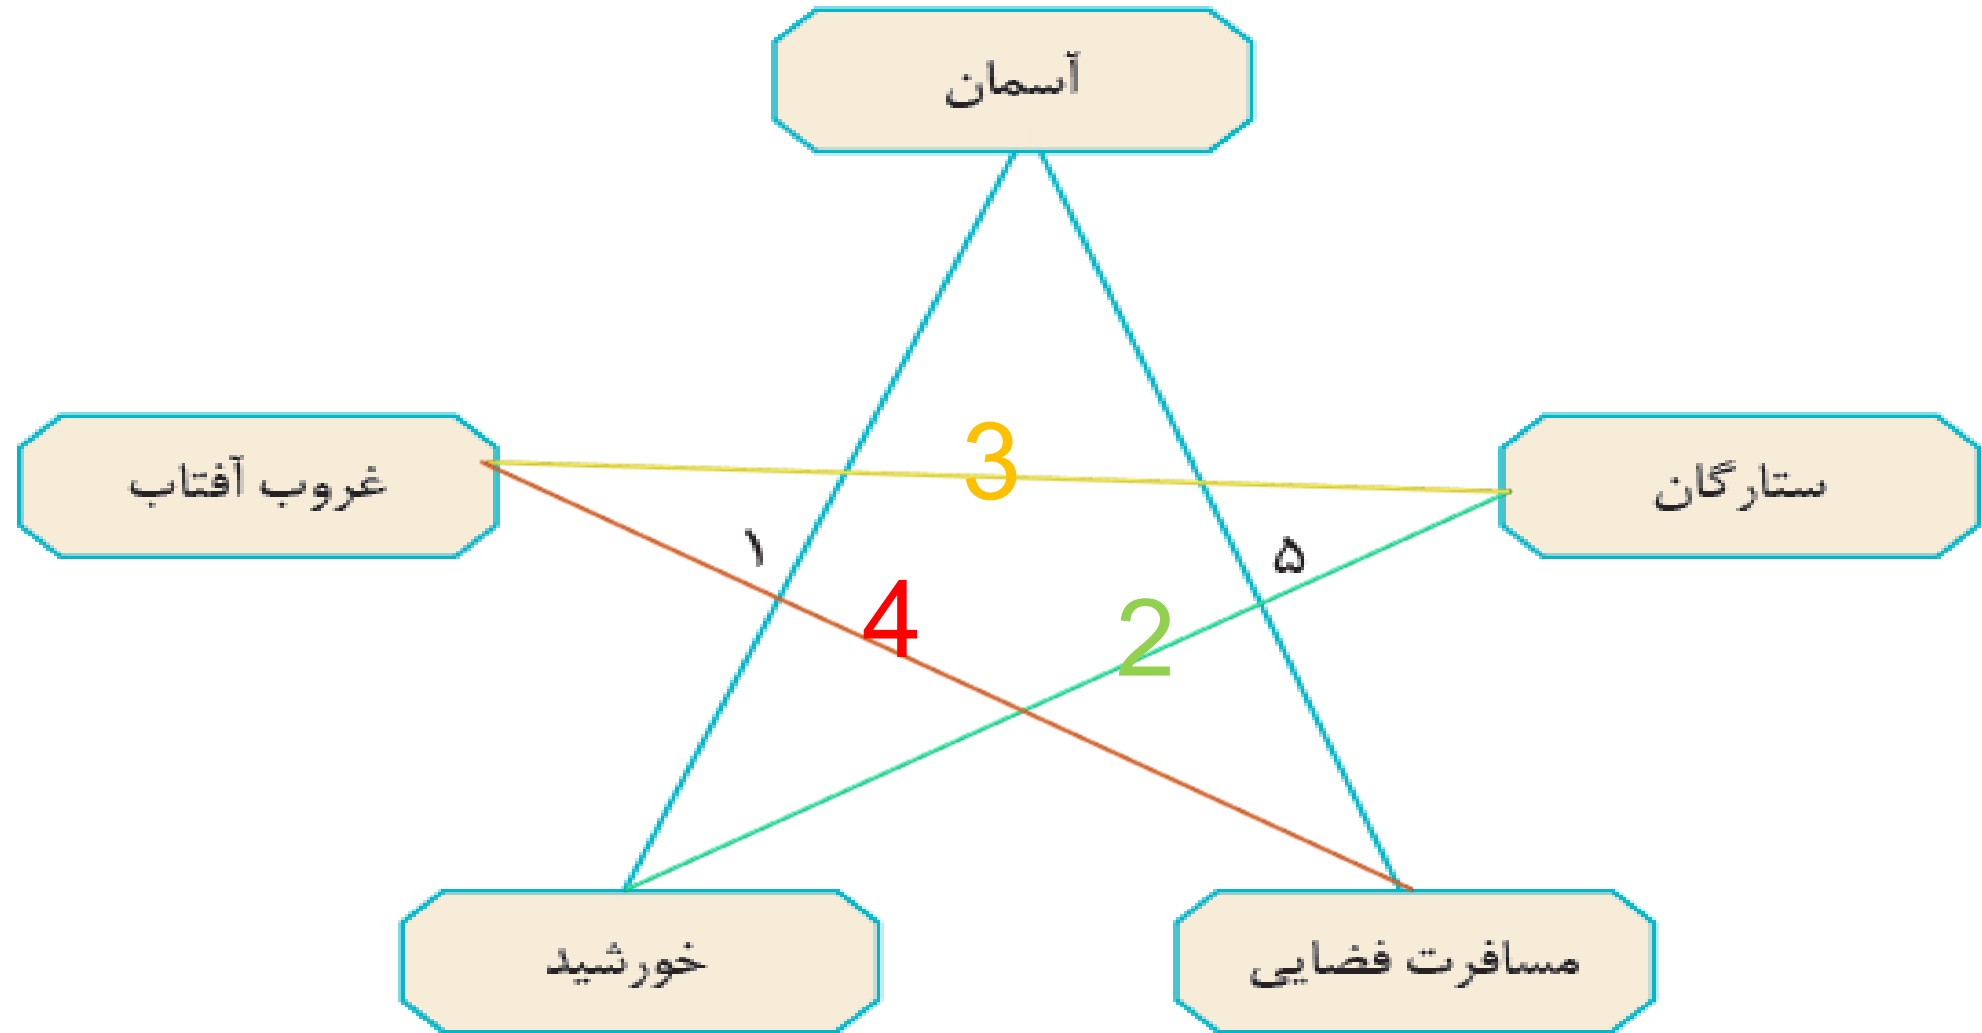 آسمان
ستارگان
غروب آفتاب
3
۵
۱
2
4
مسافرت فضایی
خورشید